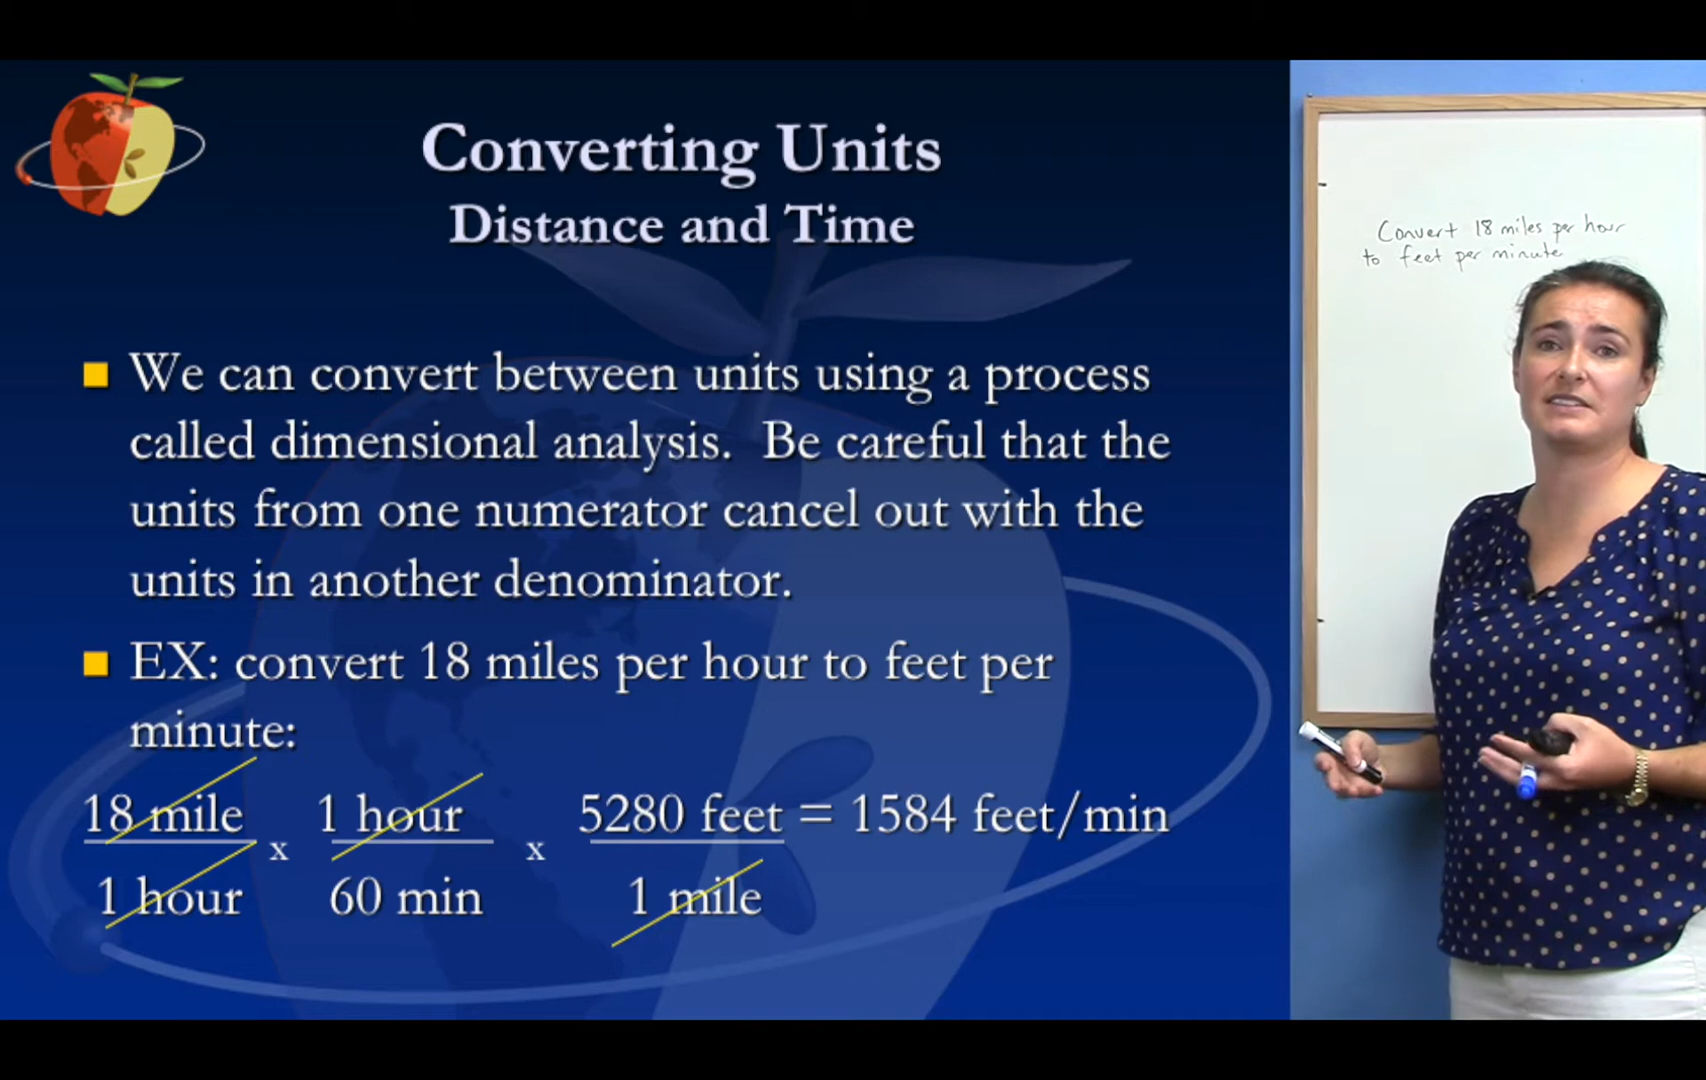 Converting Units
Distance and Time
We can convert between units using a process
called dimensional analysis.  Be careful that the
units from one numerator cancel out with the
units in another denominator.
EX: convert 18 miles per hour to feet per
minute:
18 mile x 1 hour x 5280 feet = 1584 feet/min
1 hour 60 min 1 mile
Convert 18 miles per hour
to feet per minute